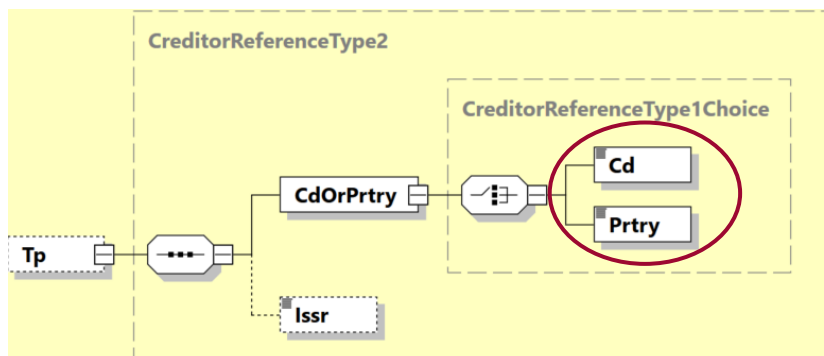 CreditorReferenceType2
CreditorReferenceType1Choice
Cd
CdOrPrtry
Prtry
Tp
Issr